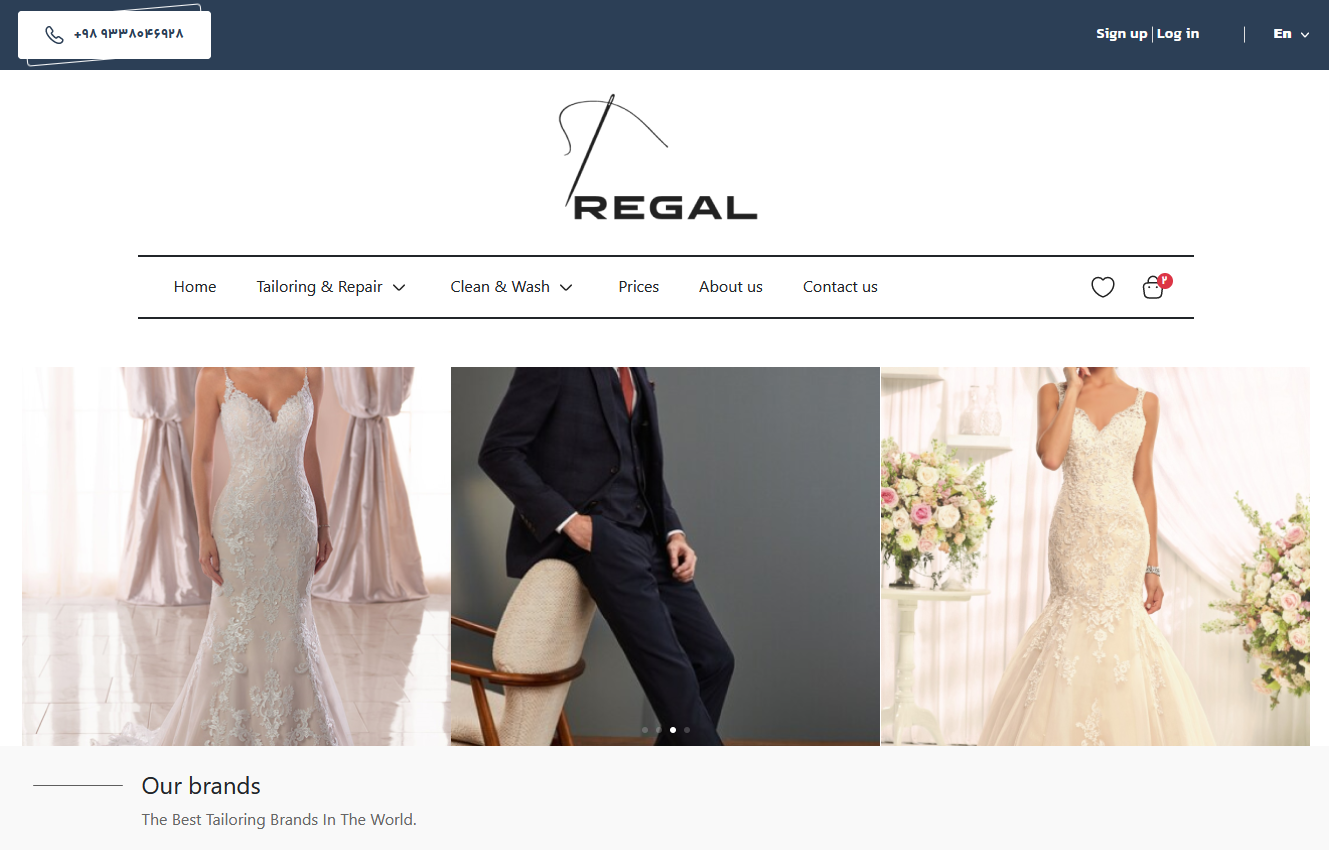 +۹۸ ۹۳۳۸۰۴۶۹۲۸
Sign up | Log in | En
REGAL
Home Tailoring & Repair Clean & Wash Prices About us Contact us ۲
Our brands
The Best Tailoring Brands In The World.